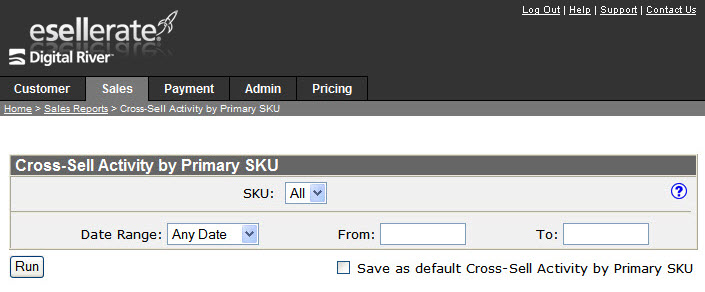 Log Out | Help | Support | Contact Us
esellerate
Digital River
Customer Sales Payment Admin Pricing
Home > Sales Reports > Cross-Sell Activity by Primary SKU
Cross-Sell Activity by Primary SKU
SKU: All ?
Date Range: Any Date From: To:
Run Save as default Cross-Sell Activity by Primary SKU